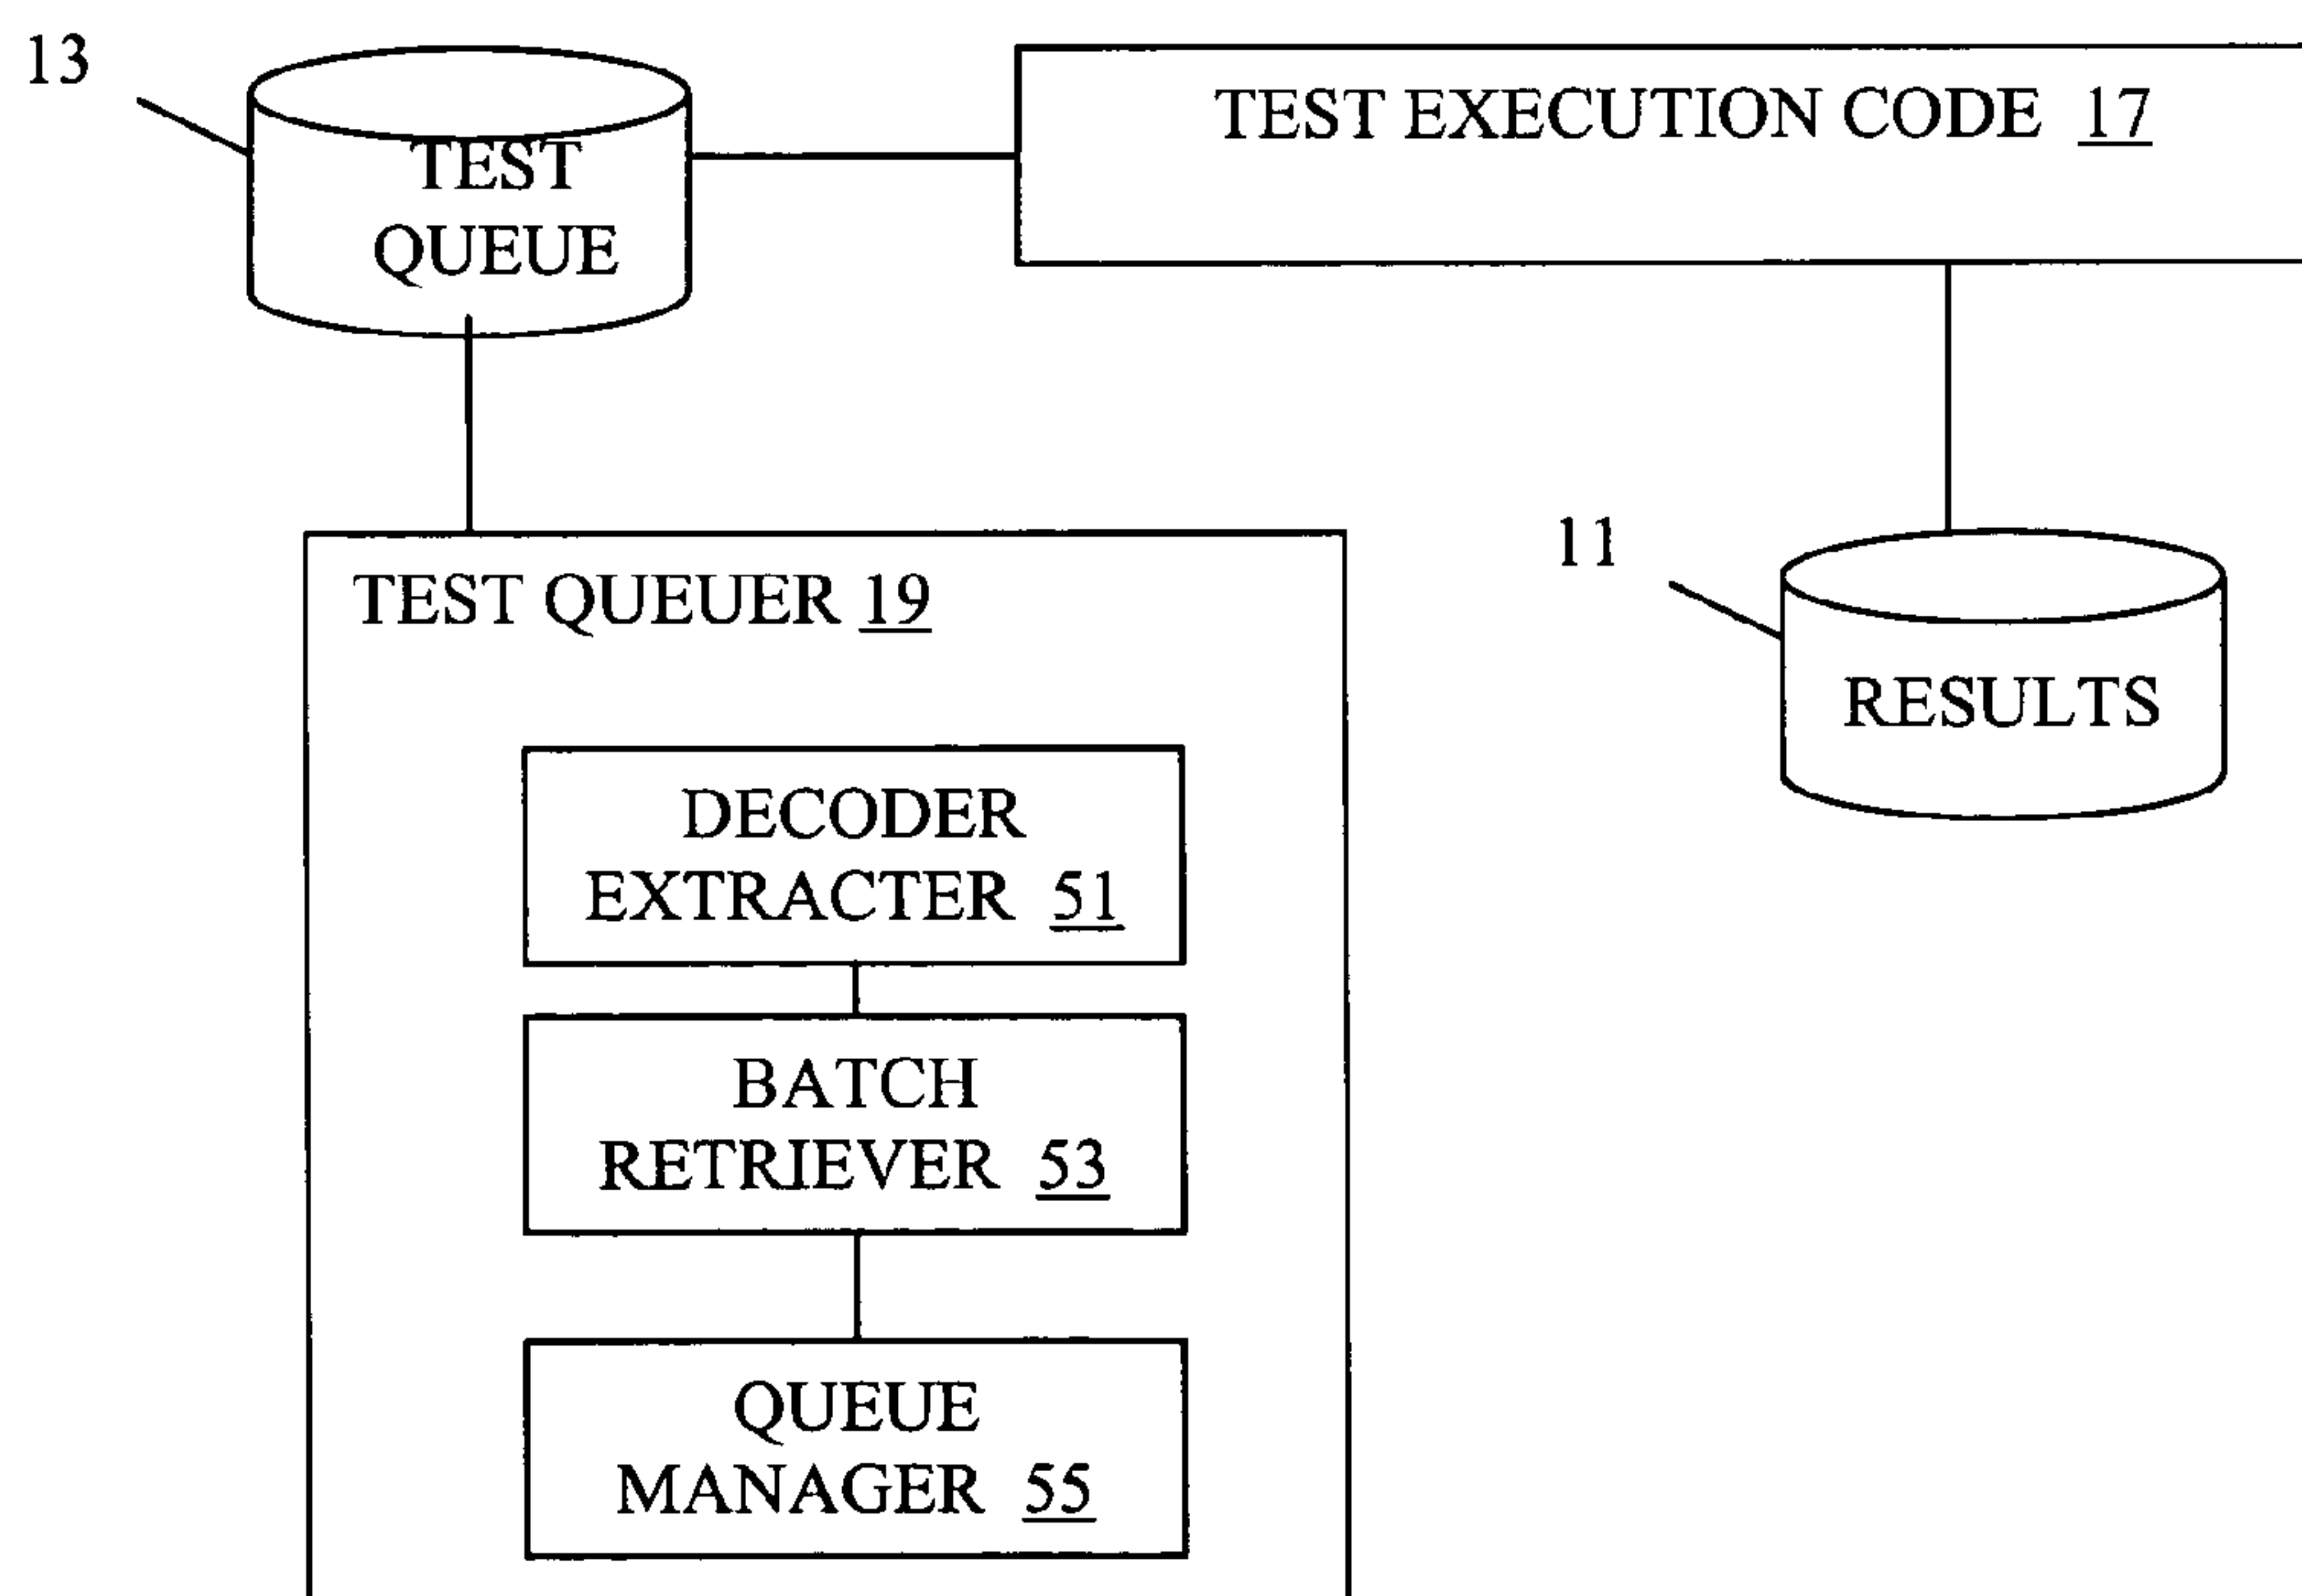 13
TEST
QUEUE
TEST EXECUTION CODE 17
TEST QUEUER 19
11
RESULTS
DECODER
EXTRACTER 51
BATCH
RETRIEVER 53
QUEUE
MANAGER 55